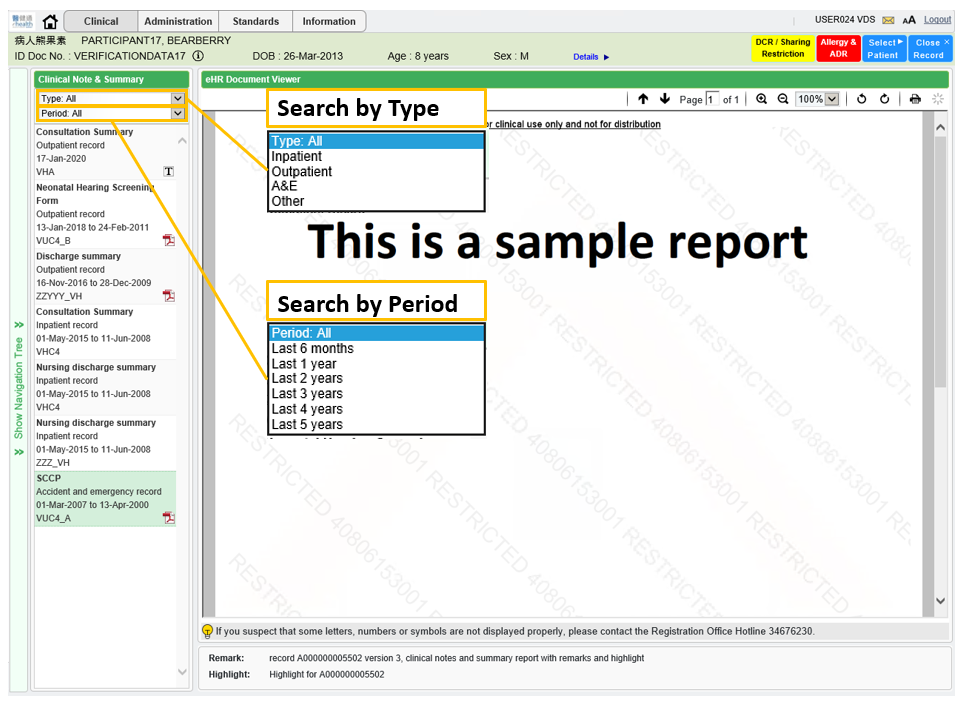 醫健通
eHealth
Clinical Administration Standards Information
USER024 VDS AA Logout
病人熊果素 PARTICIPANT17, BEARBERRY
ID Doc No. : VERIFICATIONDATA17 DOB : 26-Mar-2013 Age : 8 years Sex : M Details
DCR / Sharing Restriction
Allergy & ADR
Select Patient
Close × Record
Show Navigation Tree
Clinical Note & Summary
Type: All
Period: All
Consultation Summary
Outpatient record
17-Jan-2020
VHA T
Neonatal Hearing Screening
Form
Outpatient record
13-Jan-2018 to 24-Feb-2011
VUC4_B
Discharge summary
Outpatient record
16-Nov-2016 to 28-Dec-2009
ZZYYY_VH
Consultation Summary
Inpatient record
01-May-2015 to 11-Jun-2008
VHC4
Nursing discharge summary
Inpatient record
01-May-2015 to 11-Jun-2008
VHC4
Nursing discharge summary
Inpatient record
01-May-2015 to 11-Jun-2008
ZZZ_VH
SCCP
Accident and emergency record
01-Mar-2007 to 13-Apr-2000
VUC4_A
eHR Document Viewer
Page 1 of 1 100%
r clinical use only and not for distribution
Search by Type
Type: All
Inpatient
Outpatient
A&E
Other
This is a sample report
Search by Period
Period: All
Last 6 months
Last 1 year
Last 2 years
Last 3 years
Last 4 years
Last 5 years
RESTRICTED 40806153001 RESTRICTED 40806153001 RESTRICTED
If you suspect that some letters, numbers or symbols are not displayed properly, please contact the Registration Office Hotline 34676230.
Remark: record A000000005502 version 3, clinical notes and summary report with remarks and highlight
Highlight: Highlight for A000000005502